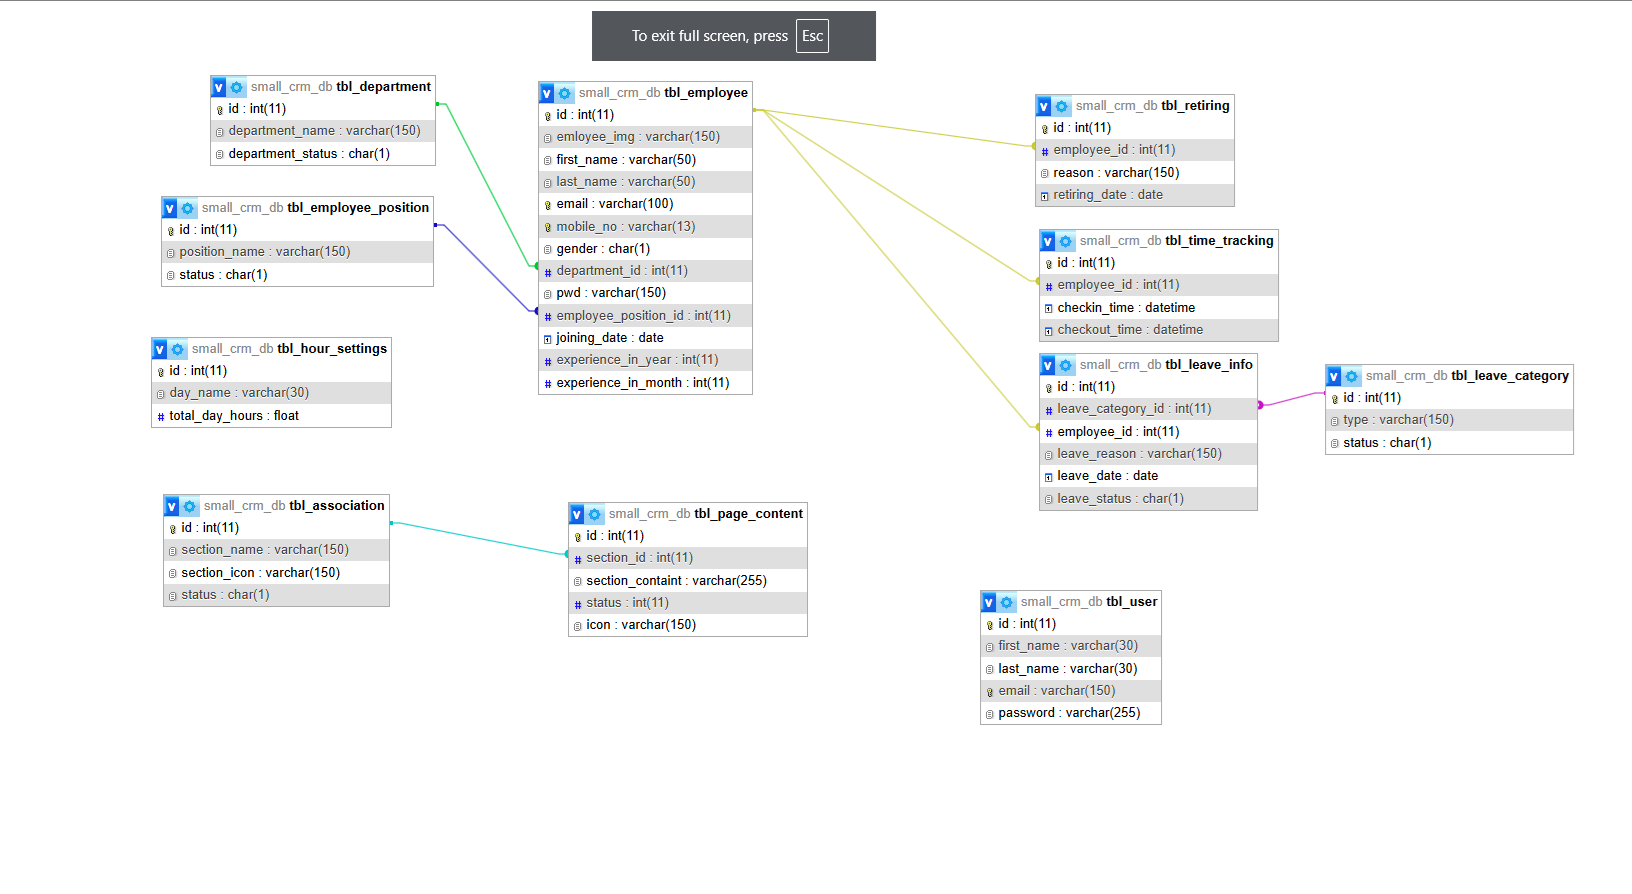 To exit full screen, press Esc
v small_crm_db tbl_department
id : int(11)
department_name : varchar(150)
department_status : char(1)
v small_crm_db tbl_employee_position
id : int(11)
position_name : varchar(150)
status : char(1)
v small_crm_db tbl_hour_settings
id : int(11)
day_name : varchar(30)
# total_day_hours : float
v small_crm_db tbl_association
id : int(11)
section_name : varchar(150)
section_icon : varchar(150)
status : char(1)
v small_crm_db tbl_employee
id : int(11)
emloyee_img : varchar(150)
first_name : varchar(50)
last_name : varchar(50)
email : varchar(100)
mobile_no : varchar(13)
gender : char(1)
# department_id : int(11)
pwd : varchar(150)
# employee_position_id : int(11)
joining_date : date
# experience_in_year : int(11)
# experience_in_month : int(11)
v small_crm_db tbl_page_content
id : int(11)
# section_id : int(11)
section_containt : varchar(255)
# status : int(11)
icon : varchar(150)
v small_crm_db tbl_retiring
id : int(11)
# employee_id : int(11)
reason : varchar(150)
retiring_date : date
v small_crm_db tbl_time_tracking
id : int(11)
# employee_id : int(11)
checkin_time : datetime
checkout_time : datetime
v small_crm_db tbl_leave_info
id : int(11)
# leave_category_id : int(11)
# employee_id : int(11)
leave_reason : varchar(150)
leave_date : date
leave_status : char(1)
v small_crm_db tbl_leave_category
id : int(11)
type : varchar(150)
status : char(1)
v small_crm_db tbl_user
id : int(11)
first_name : varchar(30)
last_name : varchar(30)
email : varchar(150)
password : varchar(255)